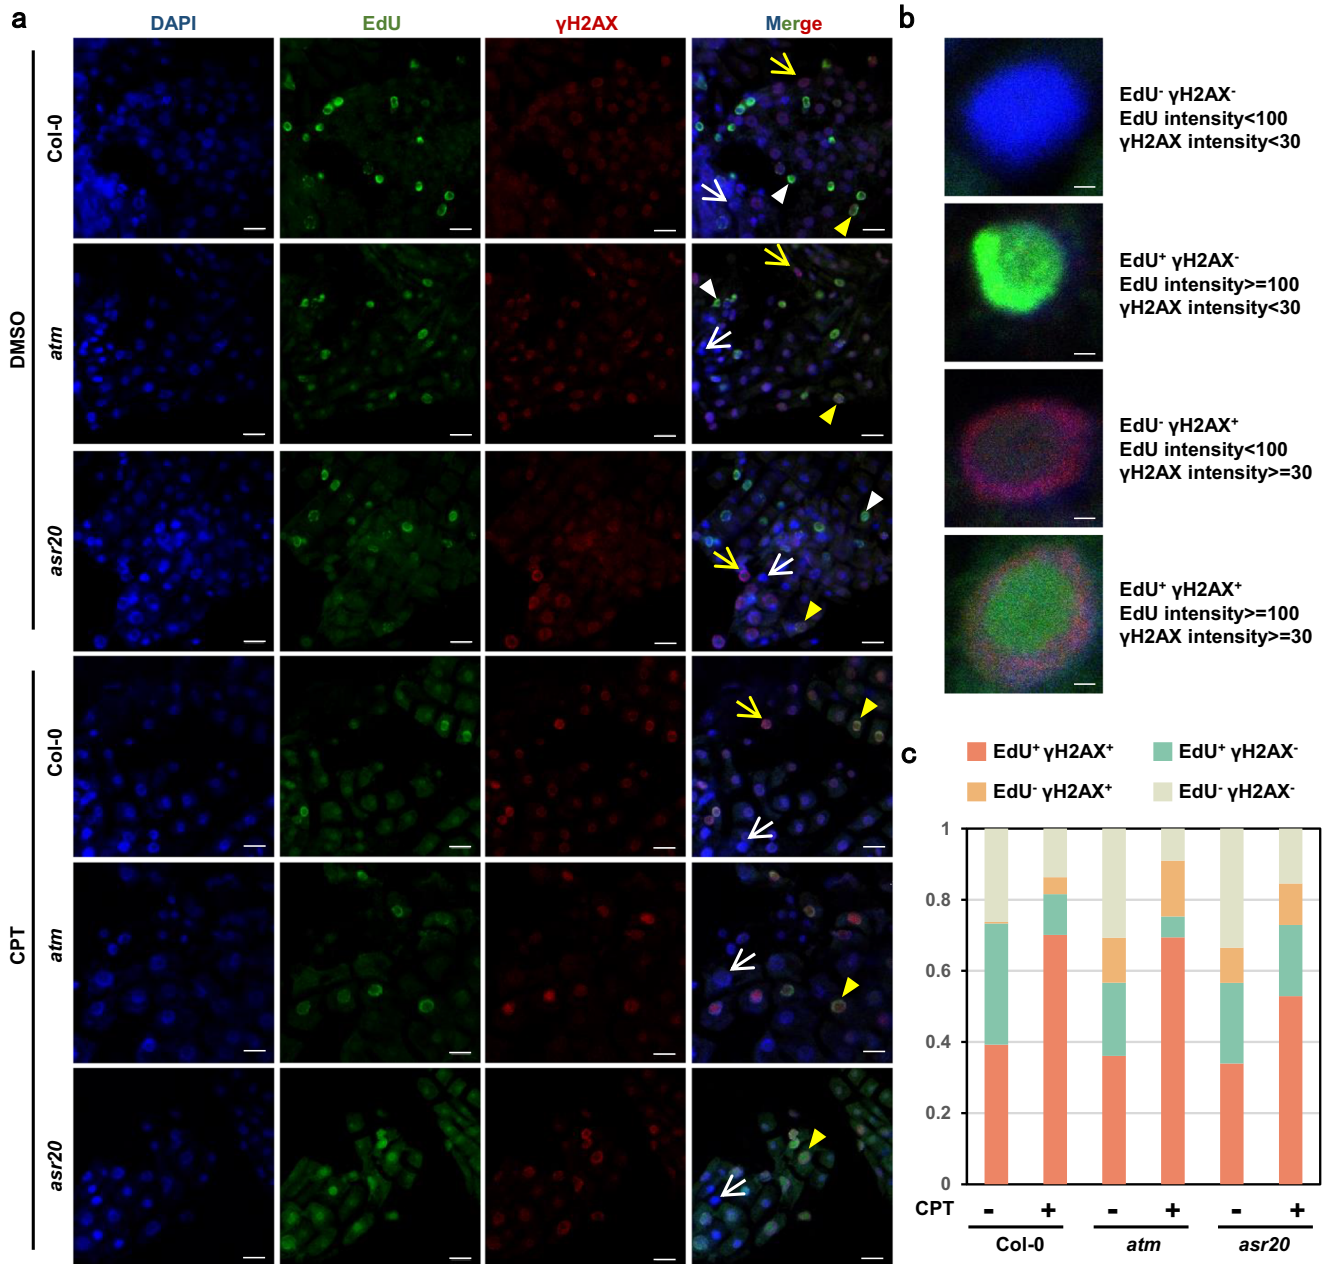 a
DAPI EdU γH2AX Merge
DMSO
Col-0
atm
asr20
CPT
Col-0
atm
asr20
b
EdU⁻ γH2AX⁻
EdU intensity<100
γH2AX intensity<30
EdU⁺ γH2AX⁻
EdU intensity>=100
γH2AX intensity<30
EdU⁻ γH2AX⁺
EdU intensity<100
γH2AX intensity>=30
EdU⁺ γH2AX⁺
EdU intensity>=100
γH2AX intensity>=30
c
EdU⁺ γH2AX⁺ EdU⁺ γH2AX⁻
EdU⁻ γH2AX⁺ EdU⁻ γH2AX⁻
1
0.8
0.6
0.4
0.2
0
CPT - + - + - +
Col-0 atm asr20